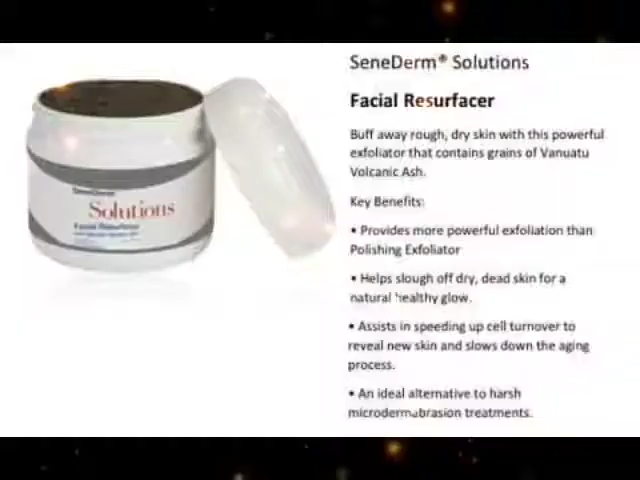 SeneDerm® Solutions
Facial Resurfacer
Buff away rough, dry skin with this powerful
exfoliator that contains grains of Vanuatu
Volcanic Ash.
Key Benefits:
• Provides more powerful exfoliation than
Polishing Exfoliator
• Helps slough off dry, dead skin for a
natural healthy glow.
• Assists in speeding up cell turnover to
reveal new skin and slows down the aging
process.
• An ideal alternative to harsh
microdermabrasion treatments.
SeneDerm
Solutions
Facial Resurfacer